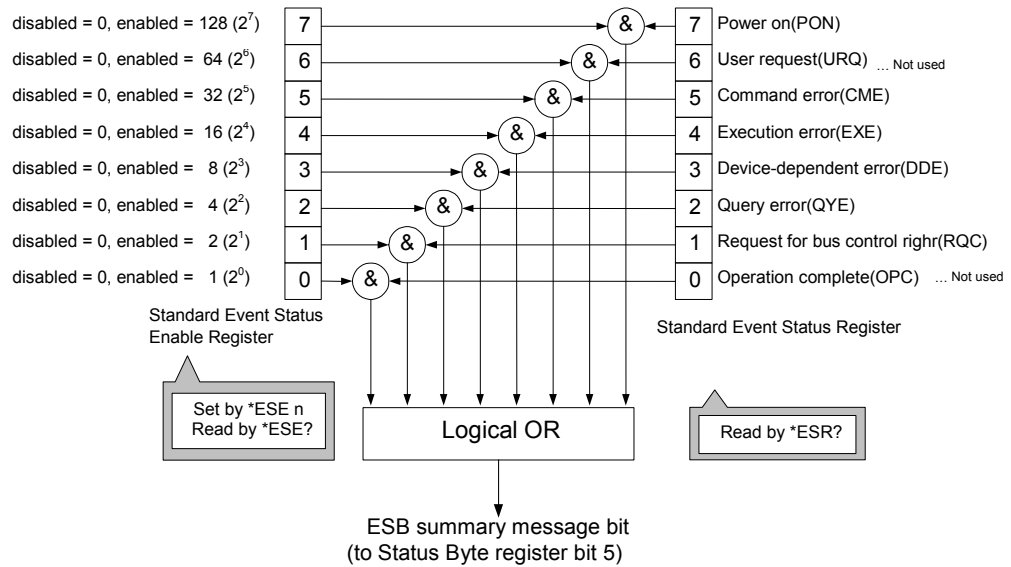 disabled = 0, enabled = 128 (2⁷) 7 & 7 Power on(PON)
disabled = 0, enabled = 64 (2⁶) 6 & 6 User request(URQ) ... Not used
disabled = 0, enabled = 32 (2⁵) 5 & 5 Command error(CME)
disabled = 0, enabled = 16 (2⁴) 4 & 4 Execution error(EXE)
disabled = 0, enabled = 8 (2³) 3 & 3 Device-dependent error(DDE)
disabled = 0, enabled = 4 (2²) 2 & 2 Query error(QYE)
disabled = 0, enabled = 2 (2¹) 1 & 1 Request for bus control righr(RQC)
disabled = 0, enabled = 1 (2⁰) 0 & 0 Operation complete(OPC) ... Not used
Standard Event Status
Enable Register
Standard Event Status Register
Set by *ESE n
Read by *ESE?
Logical OR
Read by *ESR?
ESB summary message bit
(to Status Byte register bit 5)